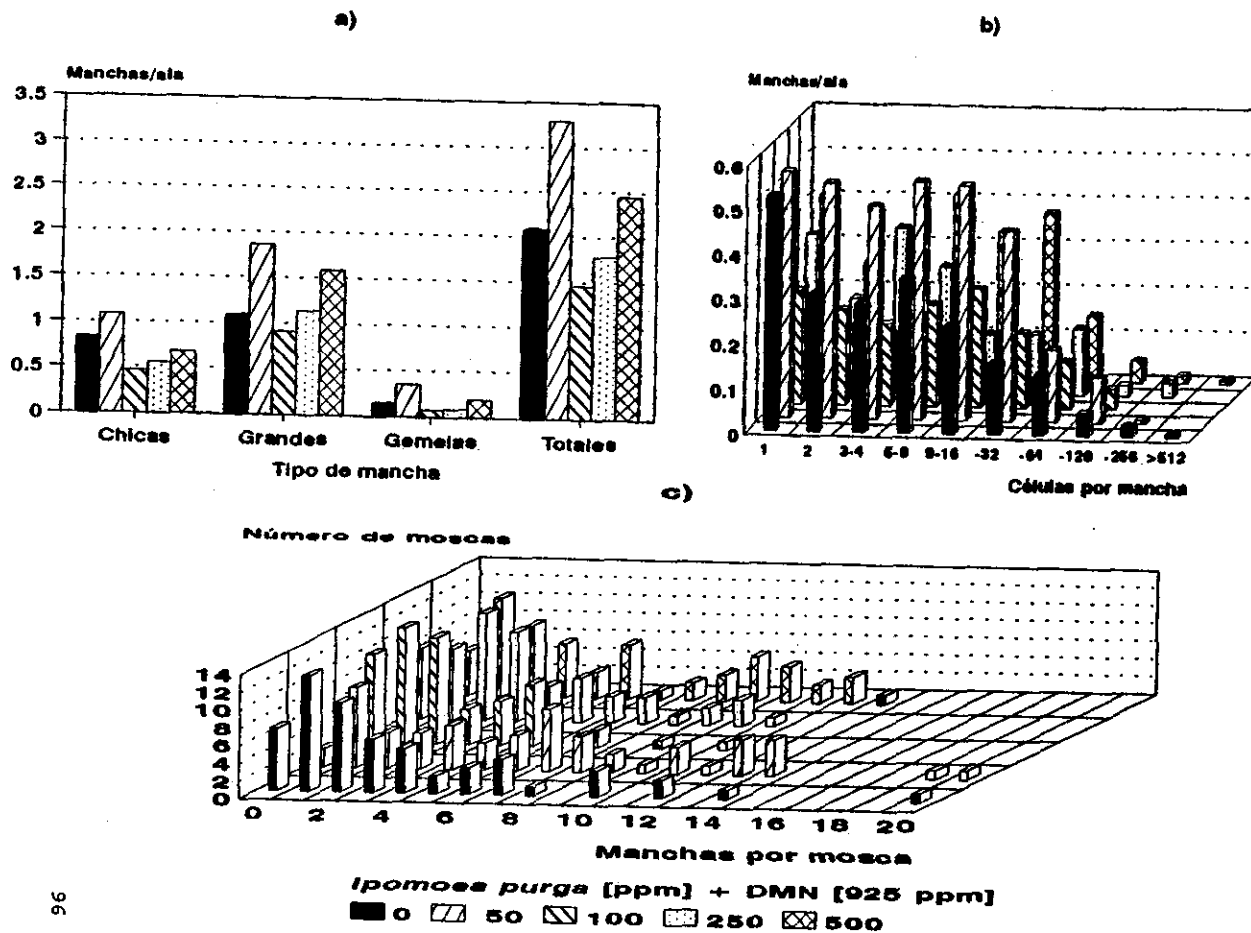 a)
Manchas/ala
3.5
3
2.5
2
1.5
1
0.5
0
Chicas Grandes Gemelas Totales
Tipo de mancha
b)
Manchas/ala
0.6
0.5
0.4
0.3
0.2
0.1
0
1 2 3-4 5-8 9-16 -32 -64 -128 -256 >512
Células por mancha
c)
Número de moscas
14
12
10
8
6
4
2
0
0 2 4 6 8 10 12 14 16 18 20
Manchas por mosca
Ipomoea purga [ppm] + DMN [925 ppm]
0 50 100 250 500
96